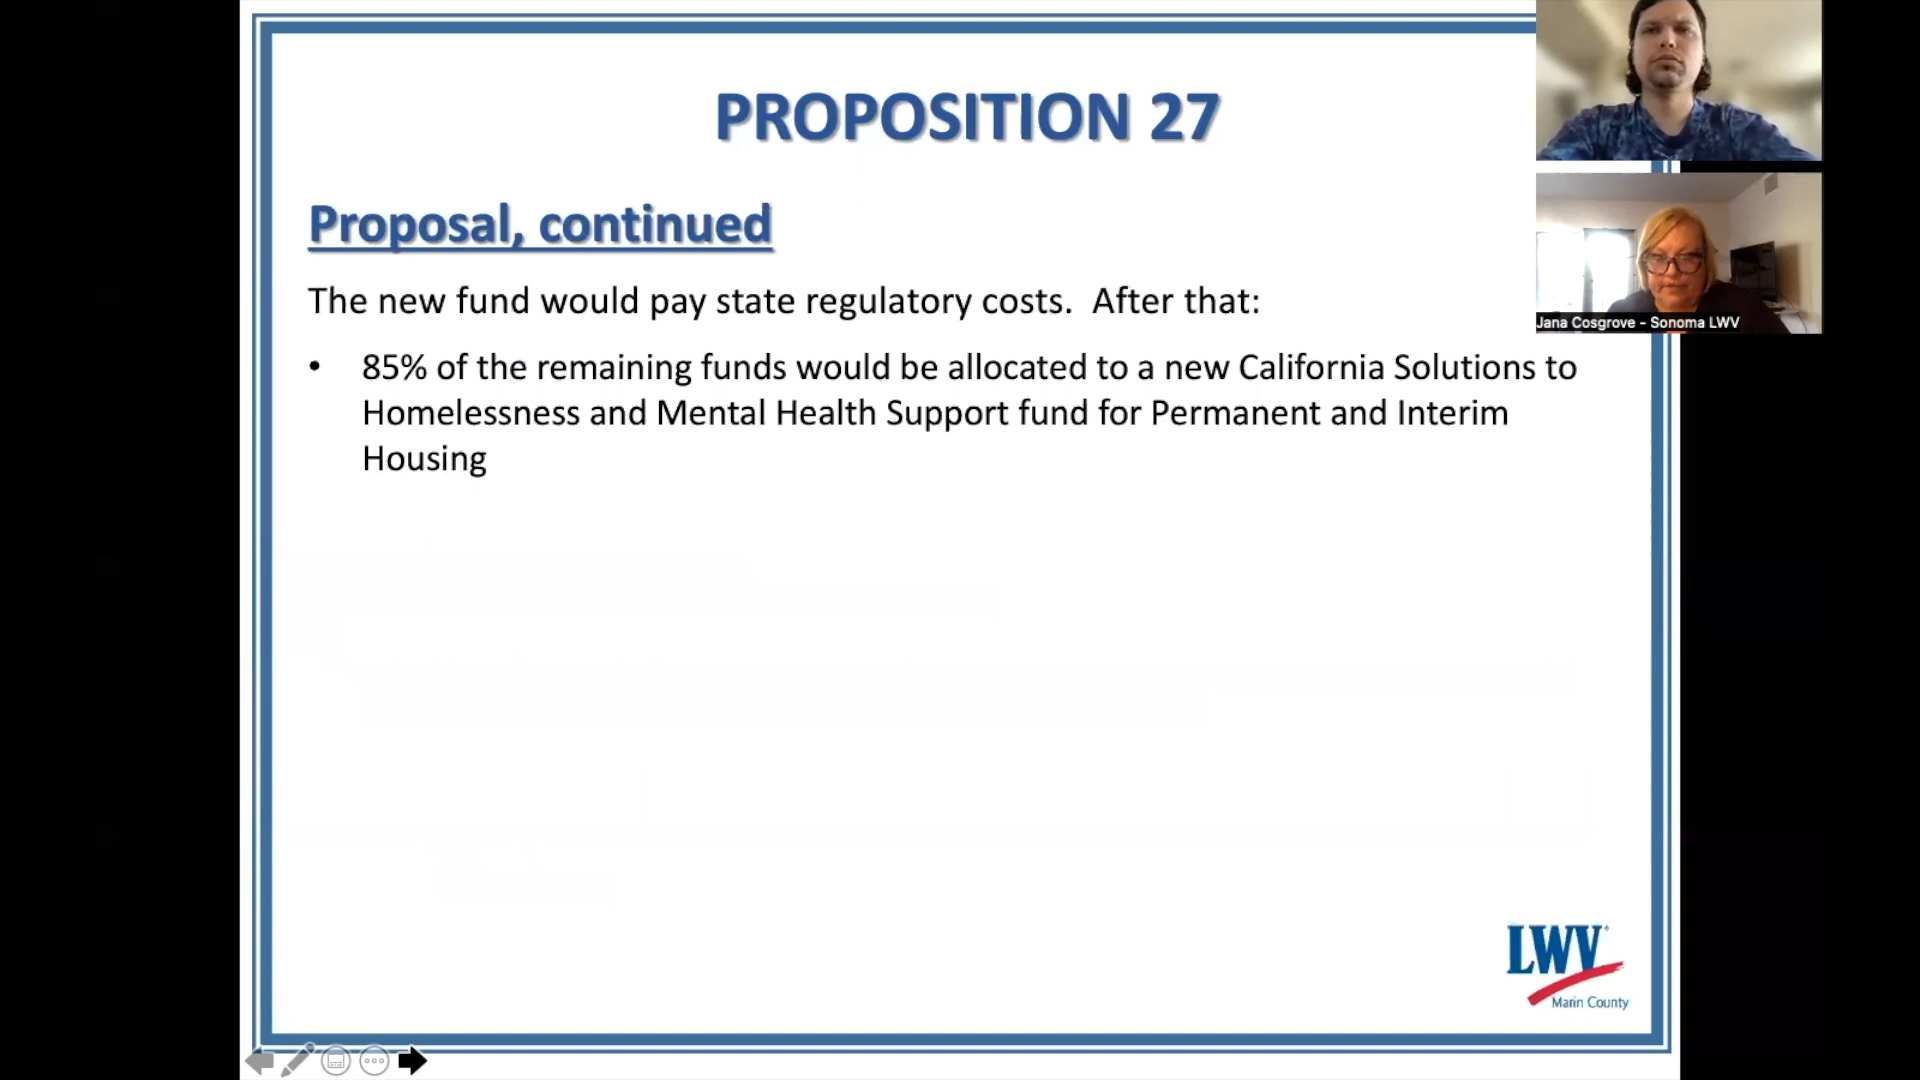 PROPOSITION 27
Proposal, continued
The new fund would pay state regulatory costs.  After that:
• 85% of the remaining funds would be allocated to a new California Solutions to
Homelessness and Mental Health Support fund for Permanent and Interim
Housing
Jana Cosgrove - Sonoma LWV
LWV
Marin County